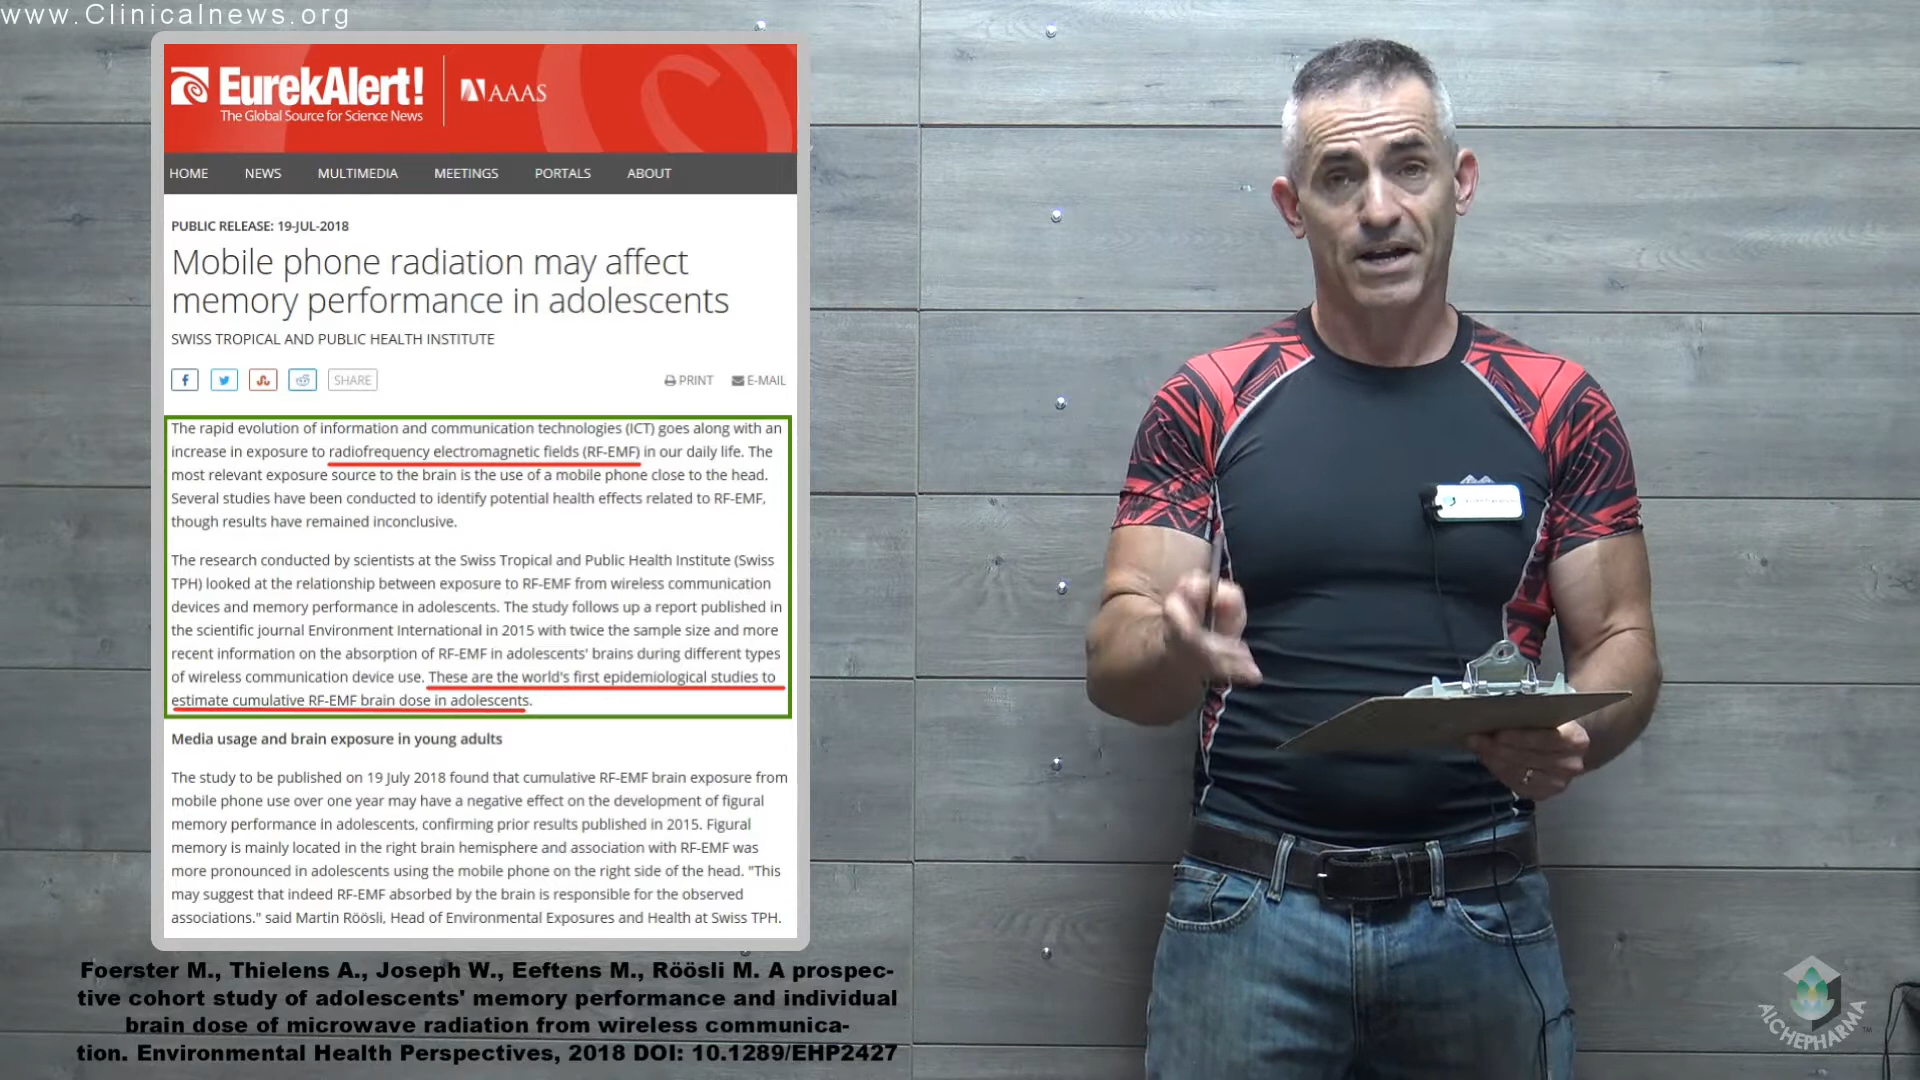 www.Clinicalnews.org
EurekAlert!
The Global Source for Science News
AAAS
HOME NEWS MULTIMEDIA MEETINGS PORTALS ABOUT
PUBLIC RELEASE: 19-JUL-2018
Mobile phone radiation may affect
memory performance in adolescents
SWISS TROPICAL AND PUBLIC HEALTH INSTITUTE
SHARE PRINT E-MAIL
The rapid evolution of information and communication technologies (ICT) goes along with an
increase in exposure to radiofrequency electromagnetic fields (RF-EMF) in our daily life. The
most relevant exposure source to the brain is the use of a mobile phone close to the head.
Several studies have been conducted to identify potential health effects related to RF-EMF,
though results have remained inconclusive.
The research conducted by scientists at the Swiss Tropical and Public Health Institute (Swiss
TPH) looked at the relationship between exposure to RF-EMF from wireless communication
devices and memory performance in adolescents. The study follows up a report published in
the scientific journal Environment International in 2015 with twice the sample size and more
recent information on the absorption of RF-EMF in adolescents' brains during different types
of wireless communication device use. These are the world's first epidemiological studies to
estimate cumulative RF-EMF brain dose in adolescents.
Media usage and brain exposure in young adults
The study to be published on 19 July 2018 found that cumulative RF-EMF brain exposure from
mobile phone use over one year may have a negative effect on the development of figural
memory performance in adolescents, confirming prior results published in 2015. Figural
memory is mainly located in the right brain hemisphere and association with RF-EMF was
more pronounced in adolescents using the mobile phone on the right side of the head. "This
may suggest that indeed RF-EMF absorbed by the brain is responsible for the observed
associations." said Martin Röösli, Head of Environmental Exposures and Health at Swiss TPH.
Foerster M., Thielens A., Joseph W., Eeftens M., Röösli M. A prospec-
tive cohort study of adolescents' memory performance and individual
brain dose of microwave radiation from wireless communica-
tion. Environmental Health Perspectives, 2018 DOI: 10.1289/EHP2427
ALCHEPHARMA
TM